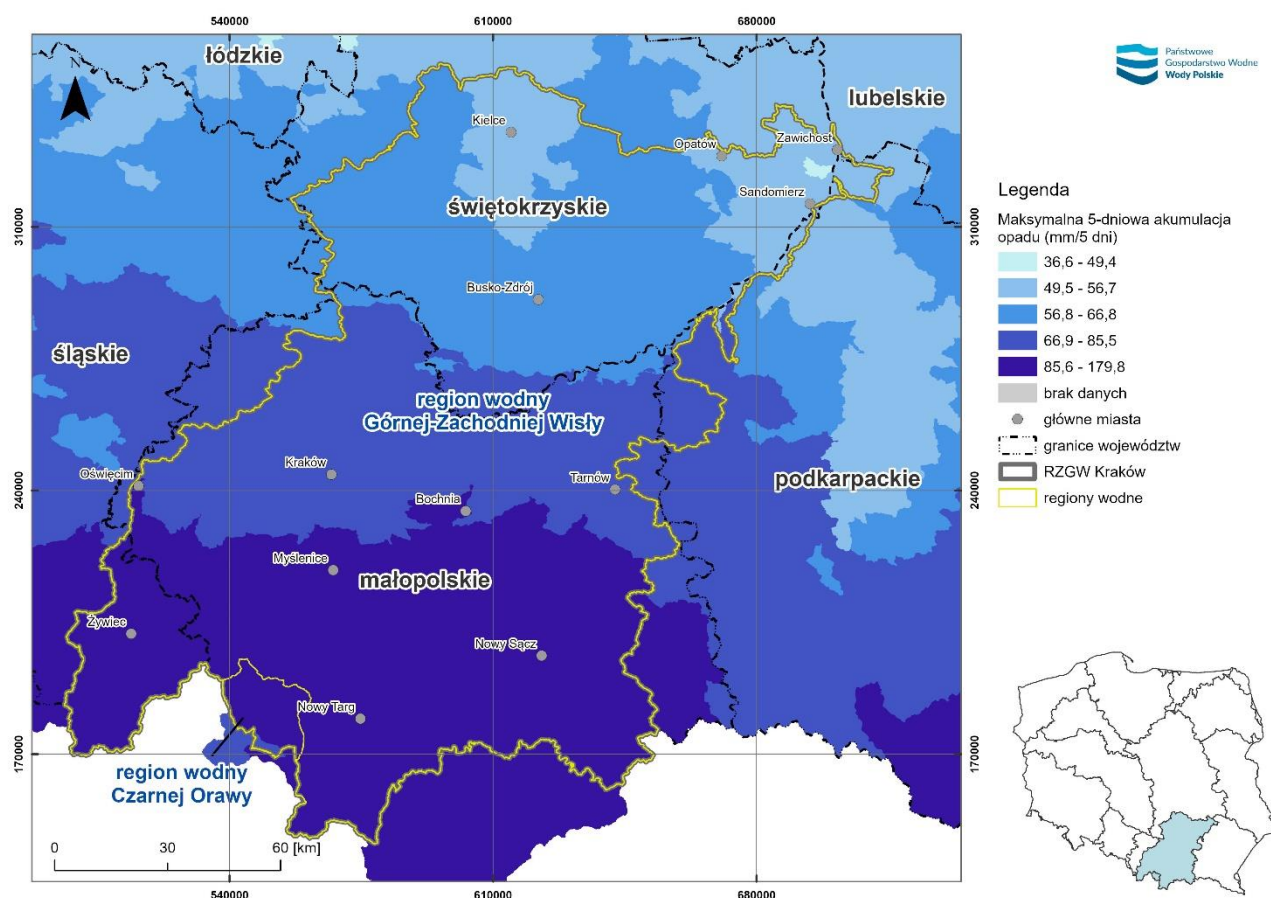 540000
610000
680000
łódzkie
N
Państwowe
Gospodarstwo Wodne
Wody Polskie
lubelskie
Kielce
Opatów
Zawichost
Sandomierz
świętokrzyskie
310000
310000
Busko-Zdrój
śląskie
region wodny
Górnej-Zachodniej Wisły
Oświęcim
Kraków
Tarnów
podkarpackie
240000
240000
Bochnia
Myślenice
małopolskie
Żywiec
Nowy Sącz
Nowy Targ
170000
170000
region wodny
Czarnej Orawy
0 30 60 [km]
540000
610000
680000
Legenda
Maksymalna 5-dniowa akumulacja
opadu (mm/5 dni)
36,6 - 49,4
49,5 - 56,7
56,8 - 66,8
66,9 - 85,5
85,6 - 179,8
brak danych
główne miasta
granice województw
RZGW Kraków
regiony wodne